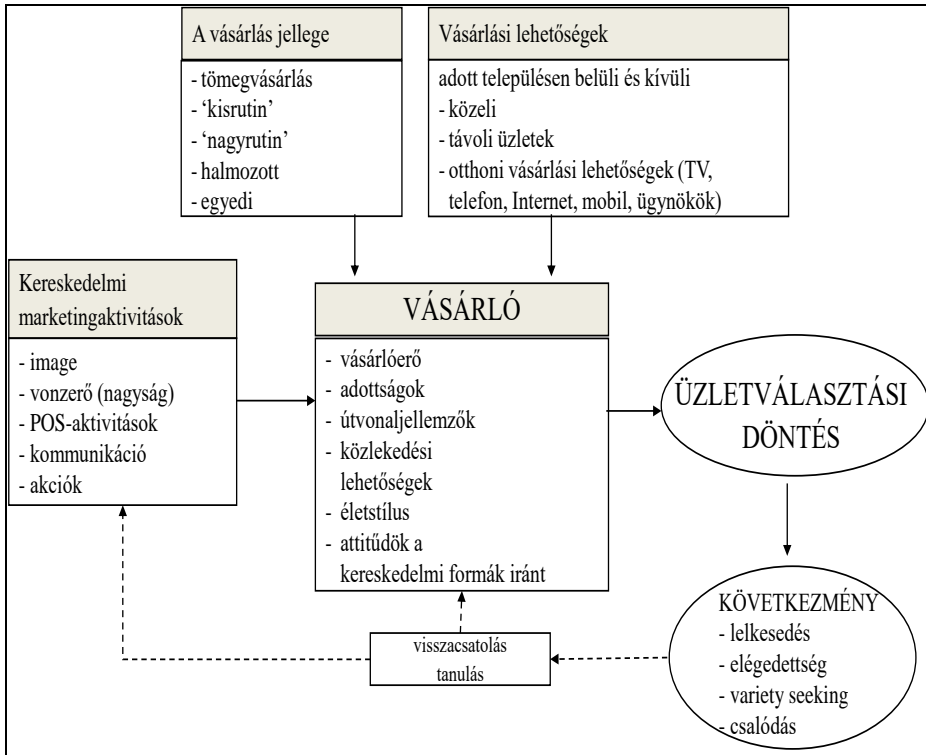 A vásárlás jellege
- tömegvásárlás
- ‘kisrutin’
- ‘nagyrutin’
- halmozott
- egyedi
Vásárlási lehetőségek
adott településen belüli és kívüli
- közeli
- távoli üzletek
- otthoni vásárlási lehetőségek (TV,
telefon, Internet, mobil, ügynökök)
Kereskedelmi
marketingaktivitások
- image
- vonzerő (nagyság)
- POS-aktivitások
- kommunikáció
- akciók
VÁSÁRLÓ
- vásárlóerő
- adottságok
- útvonaljellemzők
- közlekedési
lehetőségek
- életstílus
- attitűdök a
kereskedelmi formák iránt
ÜZLETVÁLASZTÁSI
DÖNTÉS
KÖVETKEZMÉNY
- lelkesedés
- elégedettség
- variety seeking
- csalódás
visszacsatolás
tanulás